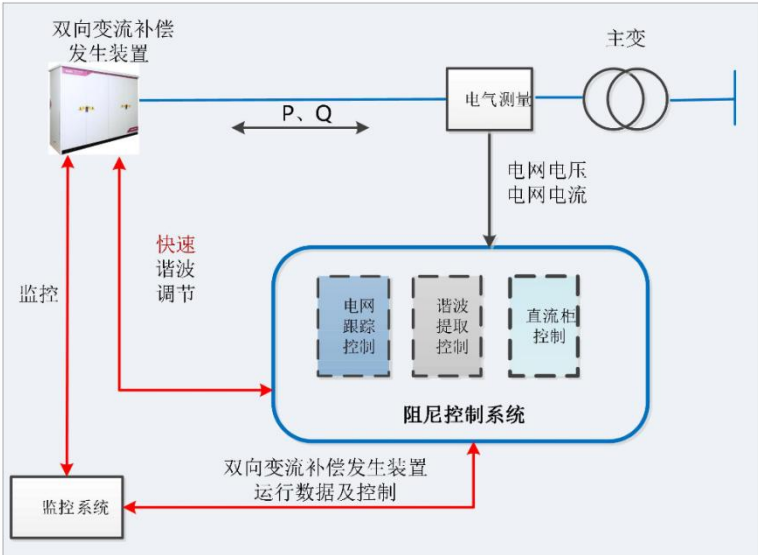 双向变流补偿
发生装置
主变
电气测量
P、Q
电网电压
电网电流
快速
谐波
调节
监控
电网
跟踪
控制
谐波
提取
控制
直流柜
控制
阻尼控制系统
双向变流补偿发生装置
运行数据及控制
监控系统